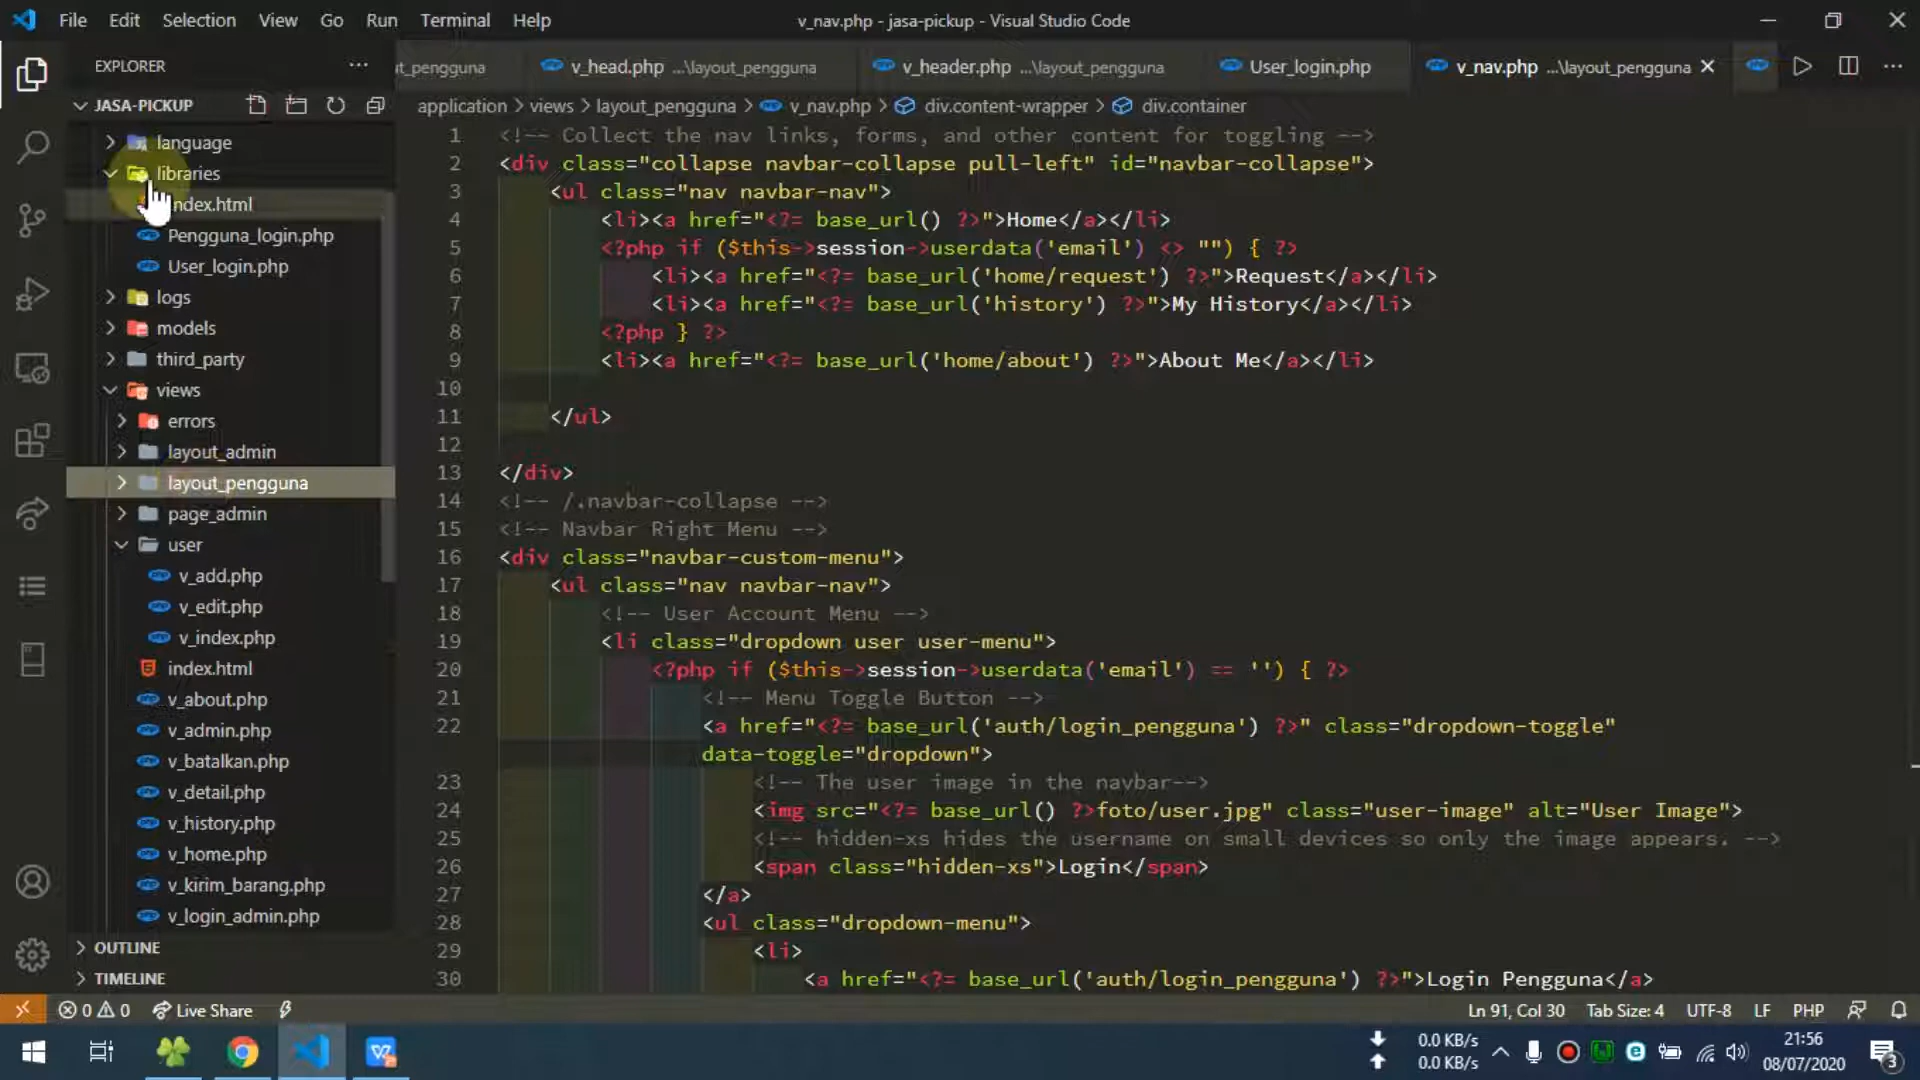 File Edit Selection View Go Run Terminal Help
v_nav.php - jasa-pickup - Visual Studio Code
EXPLORER
JASA-PICKUP
language
libraries
index.html
Pengguna_login.php
User_login.php
logs
models
third_party
views
errors
layout_admin
layout_pengguna
page_admin
user
v_add.php
v_edit.php
v_index.php
index.html
v_about.php
v_admin.php
v_batalkan.php
v_detail.php
v_history.php
v_home.php
v_kirim_barang.php
v_login_admin.php
OUTLINE
TIMELINE
ut_pengguna v_head.php ...\layout_pengguna v_header.php ...\layout_pengguna User_login.php v_nav.php ...\layout_pengguna
application > views > layout_pengguna > v_nav.php > div.content-wrapper > div.container
1 <!-- Collect the nav links, forms, and other content for toggling -->
2 <div class="collapse navbar-collapse pull-left" id="navbar-collapse">
3 <ul class="nav navbar-nav">
4 <li><a href="<?= base_url() ?>">Home</a></li>
5 <?php if ($this->session->userdata('email') <> "") { ?>
6 <li><a href="<?= base_url('home/request') ?>">Request</a></li>
7 <li><a href="<?= base_url('history') ?>">My History</a></li>
8 <?php } ?>
9 <li><a href="<?= base_url('home/about') ?>">About Me</a></li>
10
11 </ul>
12
13 </div>
14 <!-- /.navbar-collapse -->
15 <!-- Navbar Right Menu -->
16 <div class="navbar-custom-menu">
17 <ul class="nav navbar-nav">
18 <!-- User Account Menu -->
19 <li class="dropdown user user-menu">
20 <?php if ($this->session->userdata('email') == '') { ?>
21 <!-- Menu Toggle Button -->
22 <a href="<?= base_url('auth/login_pengguna') ?>" class="dropdown-toggle"
data-toggle="dropdown">
23 <!-- The user image in the navbar-->
24 <img src="<?= base_url() ?>foto/user.jpg" class="user-image" alt="User Image">
25 <!-- hidden-xs hides the username on small devices so only the image appears. -->
26 <span class="hidden-xs">Login</span>
27 </a>
28 <ul class="dropdown-menu">
29 <li>
30 <a href="<?= base_url('auth/login_pengguna') ?>">Login Pengguna</a>
0 0 Live Share
Ln 91, Col 30 Tab Size: 4 UTF-8 LF PHP
0.0 KB/s
0.0 KB/s
21:56
08/07/2020
3